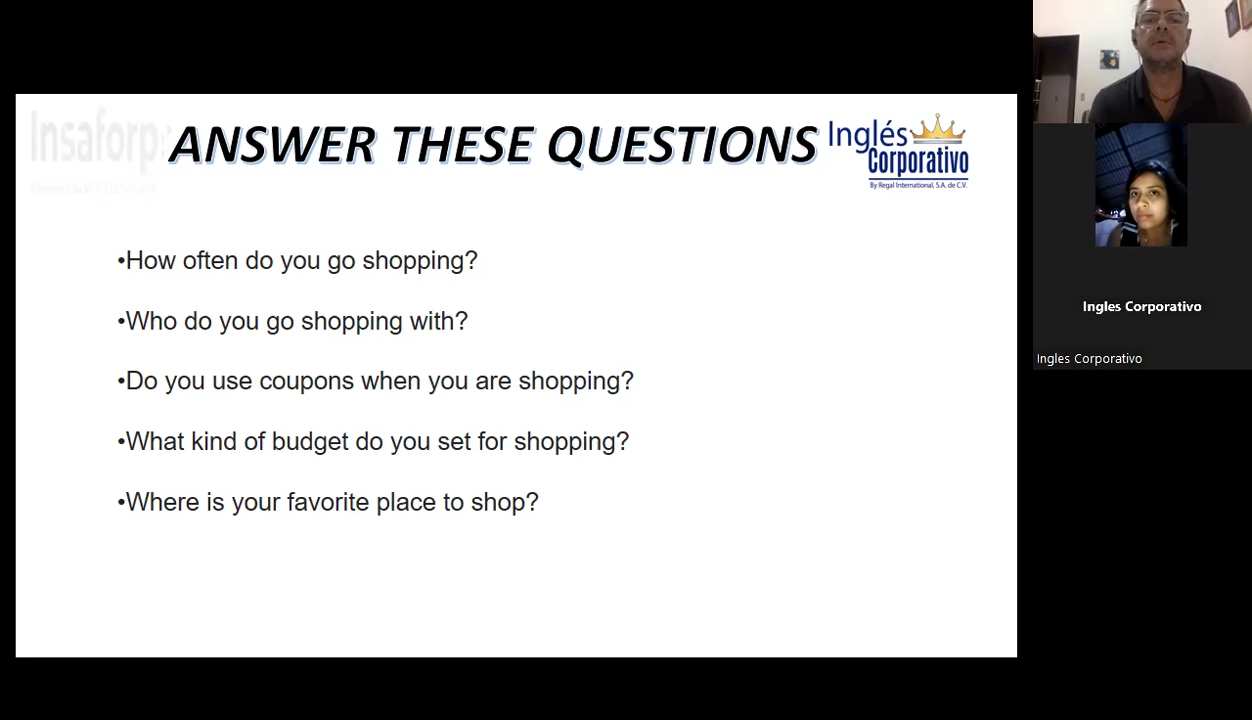 Insaforp
ANSWER THESE QUESTIONS
Inglés
Corporativo
By Regal International, S.A. de C.V.
•How often do you go shopping?
•Who do you go shopping with?
•Do you use coupons when you are shopping?
•What kind of budget do you set for shopping?
•Where is your favorite place to shop?
Ingles Corporativo
Ingles Corporativo